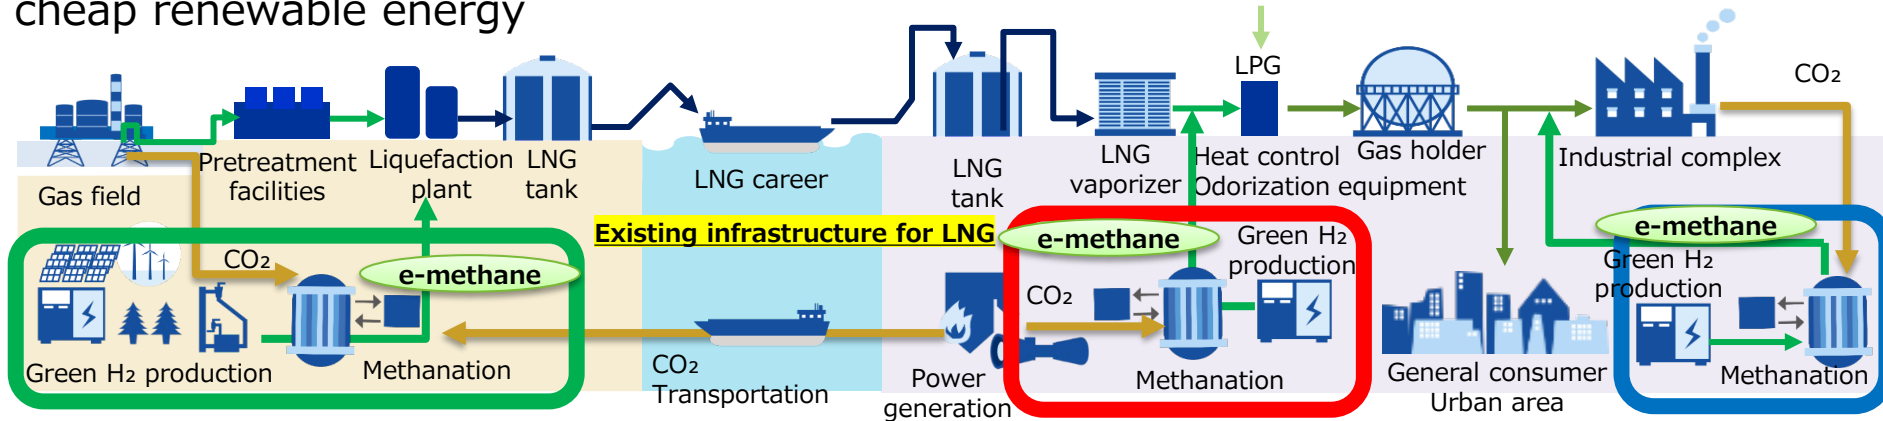 cheap renewable energy
LPG
CO₂
Gas field
Pretreatment
facilities
Liquefaction
plant
LNG
tank
LNG career
LNG
tank
LNG
vaporizer
Heat control
Odorization equipment
Gas holder
Industrial complex
Existing infrastructure for LNG
CO₂
e-methane
Green H₂ production
Methanation
CO₂
Transportation
Power
generation
e-methane
Green H₂
production
CO₂
Methanation
General consumer
Urban area
e-methane
Green H₂
production
Methanation